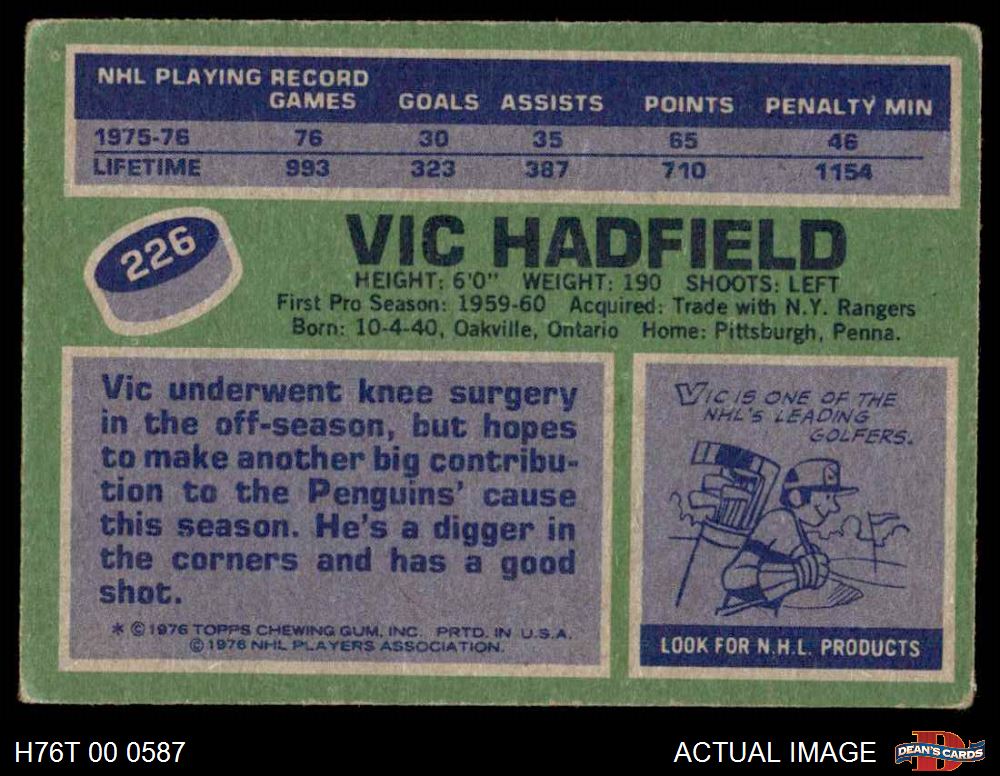 NHL PLAYING RECORD
GAMES GOALS ASSISTS POINTS PENALTY MIN
1975-76 76 30 35 65 46
LIFETIME 993 323 387 710 1154
226
VIC HADFIELD
HEIGHT: 6'0" WEIGHT: 190 SHOOTS: LEFT
First Pro Season: 1959-60 Acquired: Trade with N.Y. Rangers
Born: 10-4-40, Oakville, Ontario Home: Pittsburgh, Penna.
Vic underwent knee surgery
in the off-season, but hopes
to make another big contribu-
tion to the Penguins' cause
this season. He's a digger in
the corners and has a good
shot.
* © 1976 TOPPS CHEWING GUM, INC. PRTD. IN U.S.A.
© 1976 NHL PLAYERS ASSOCIATION.
VIC IS ONE OF THE
NHL'S LEADING
GOLFERS.
LOOK FOR N.H.L. PRODUCTS
H76T 00 0587
ACTUAL IMAGE
DEAN'S CARDS